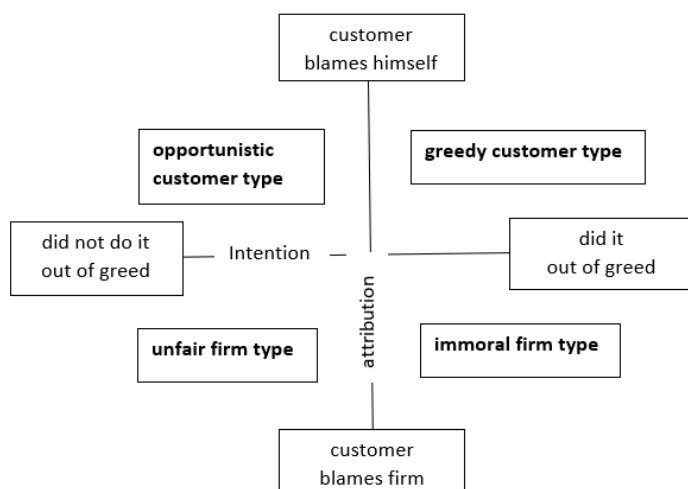 customer
blames himself
opportunistic
customer type
greedy customer type
did not do it
out of greed
Intention
did it
out of greed
attribution
unfair firm type
immoral firm type
customer
blames firm